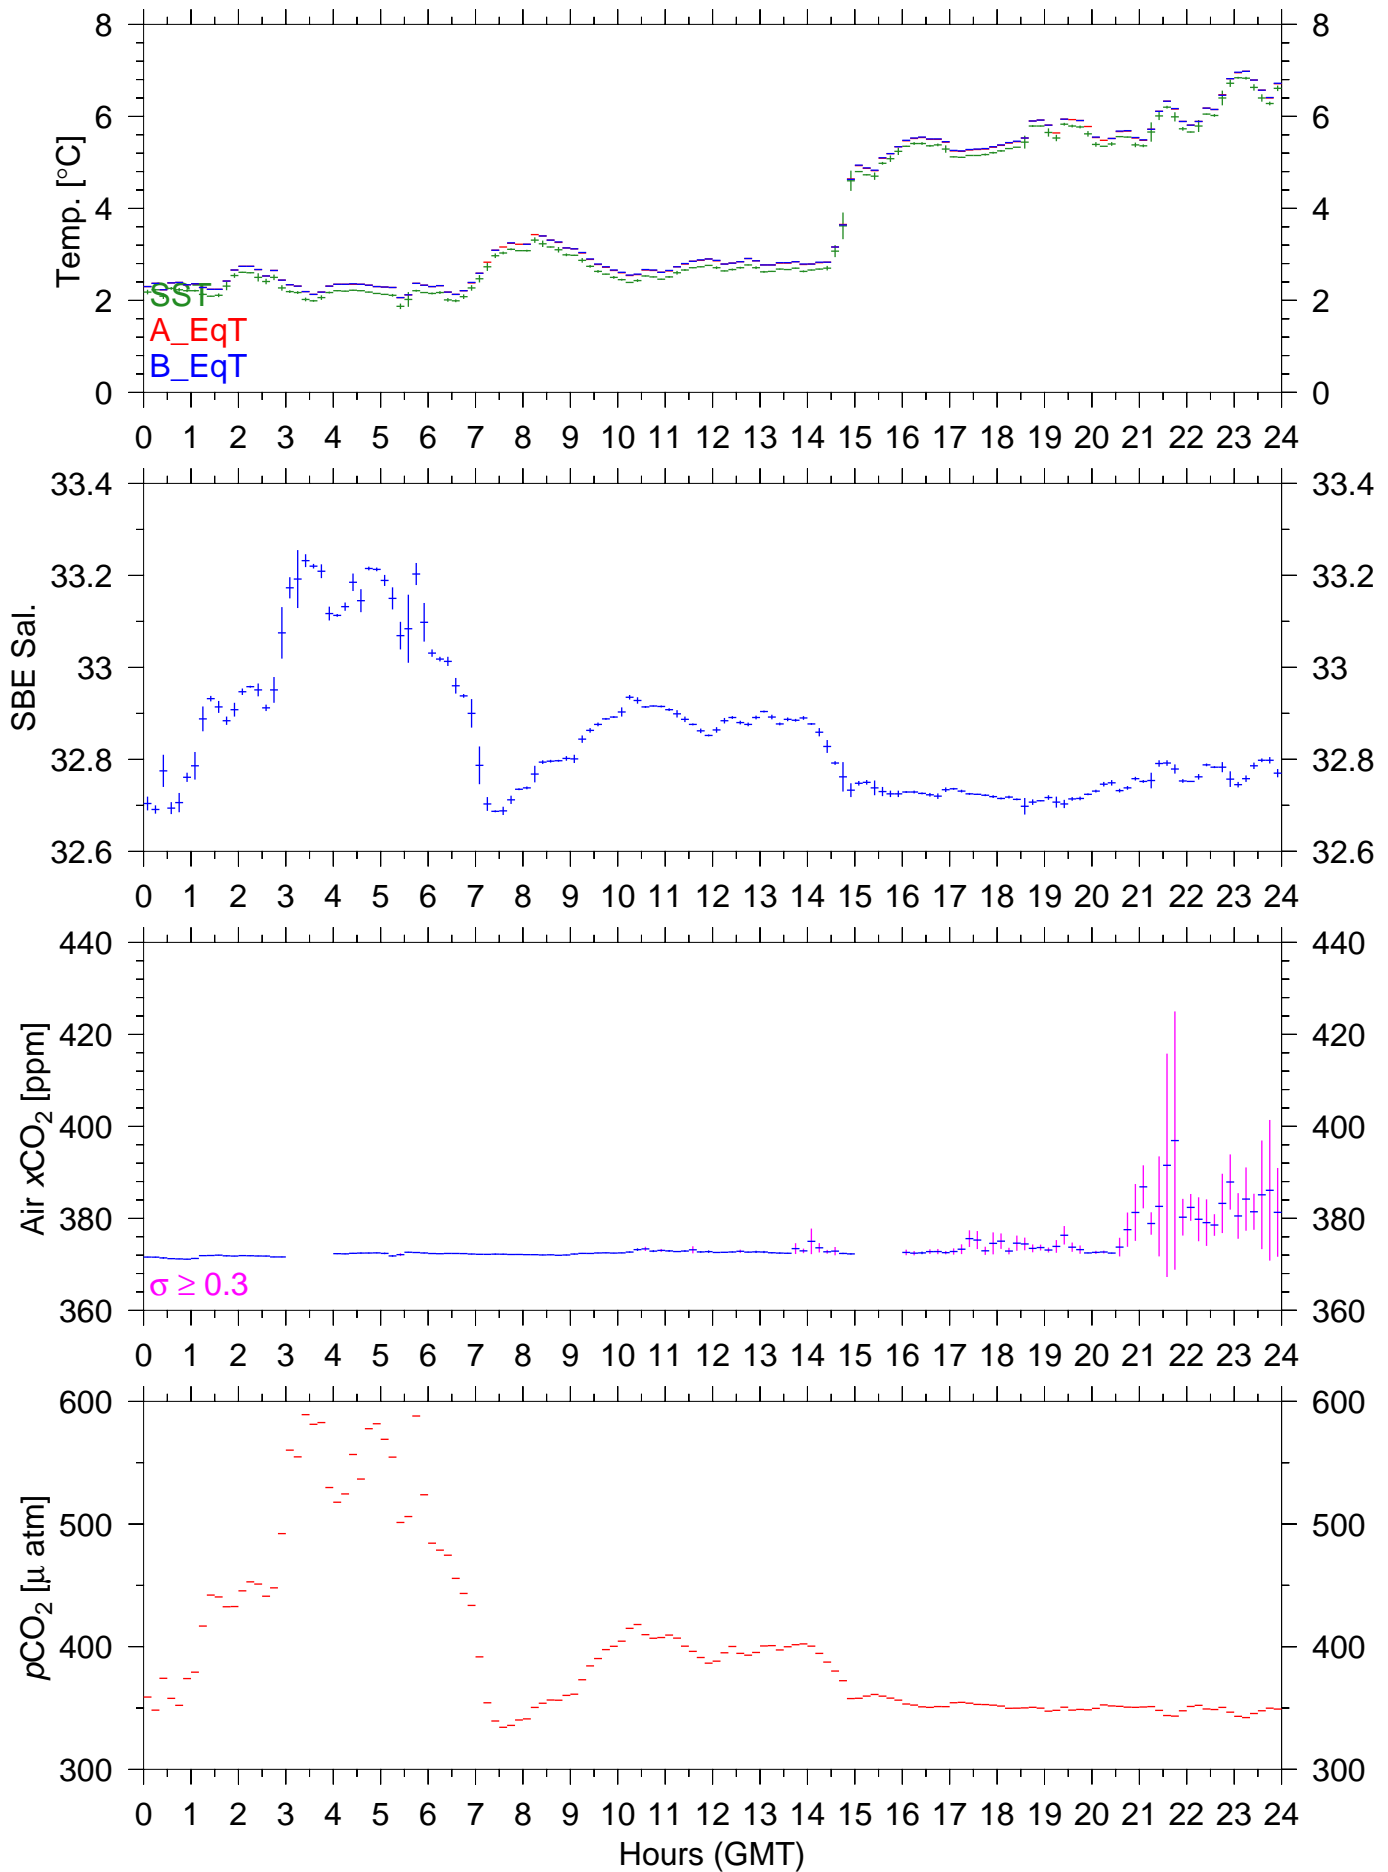 8 8
6 6
4 4
2 2
0 0
Temp. [°C]
SST
A_EqT
B_EqT
0 1 2 3 4 5 6 7 8 9 10 11 12 13 14 15 16 17 18 19 20 21 22 23 24
33.4 33.4
33.2 33.2
33 33
32.8 32.8
32.6 32.6
SBE Sal.
0 1 2 3 4 5 6 7 8 9 10 11 12 13 14 15 16 17 18 19 20 21 22 23 24
440 440
420 420
400 400
380 380
360 360
Air xCO₂ [ppm]
σ ≥ 0.3
0 1 2 3 4 5 6 7 8 9 10 11 12 13 14 15 16 17 18 19 20 21 22 23 24
600 600
500 500
400 400
300 300
pCO₂ [μ atm]
0 1 2 3 4 5 6 7 8 9 10 11 12 13 14 15 16 17 18 19 20 21 22 23 24
Hours (GMT)